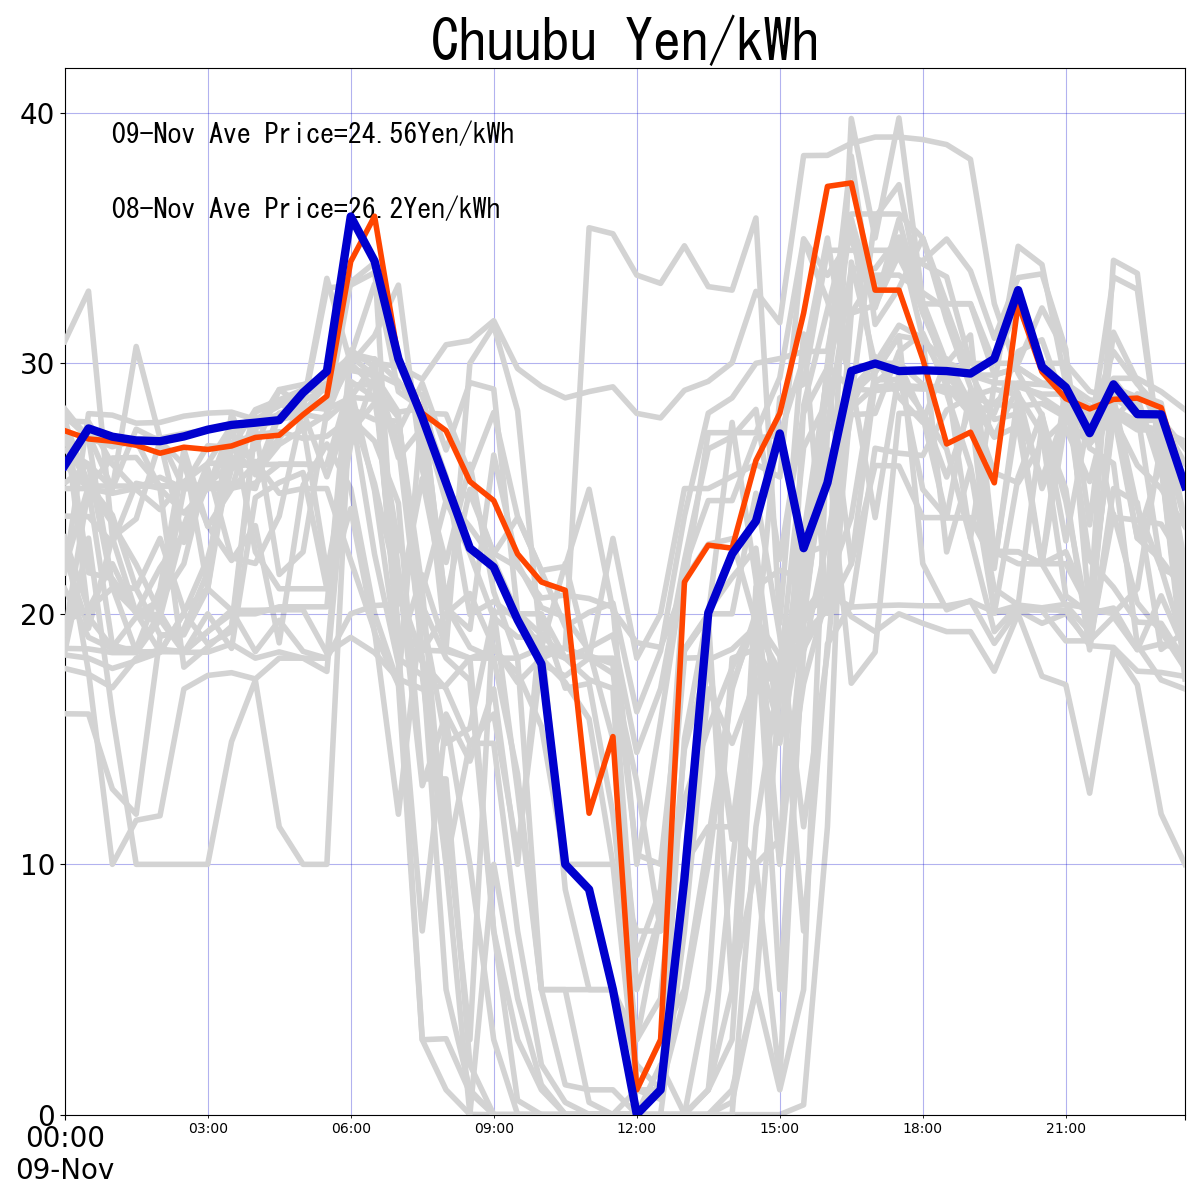 Chuubu Yen/kWh
40
09-Nov Ave Price=24.56Yen/kWh
08-Nov Ave Price=26.2Yen/kWh
30
20
10
0
00:00 03:00 06:00 09:00 12:00 15:00 18:00 21:00
09-Nov